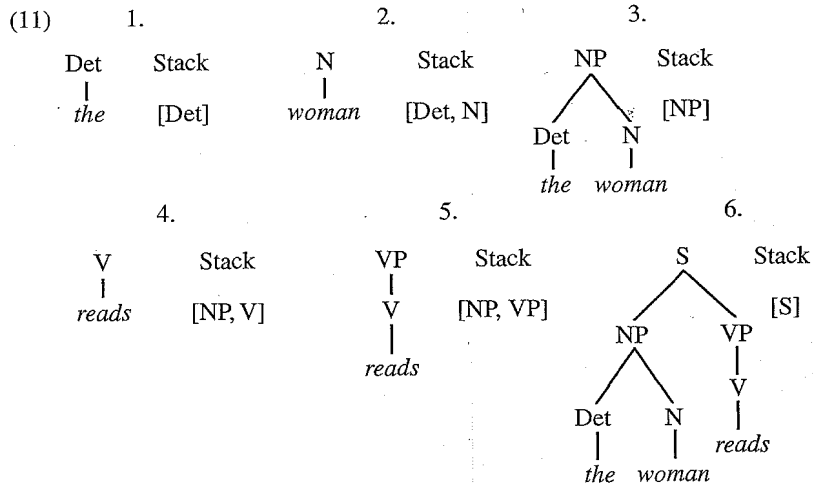 (11) 1. 2. 3.
Det Stack N Stack NP Stack
the [Det] woman [Det, N] Det N [NP]
the woman
4. 5. 6.
V Stack VP Stack S Stack
reads [NP, V] V [NP, VP] [S]
reads NP VP
V
Det N
reads
the woman